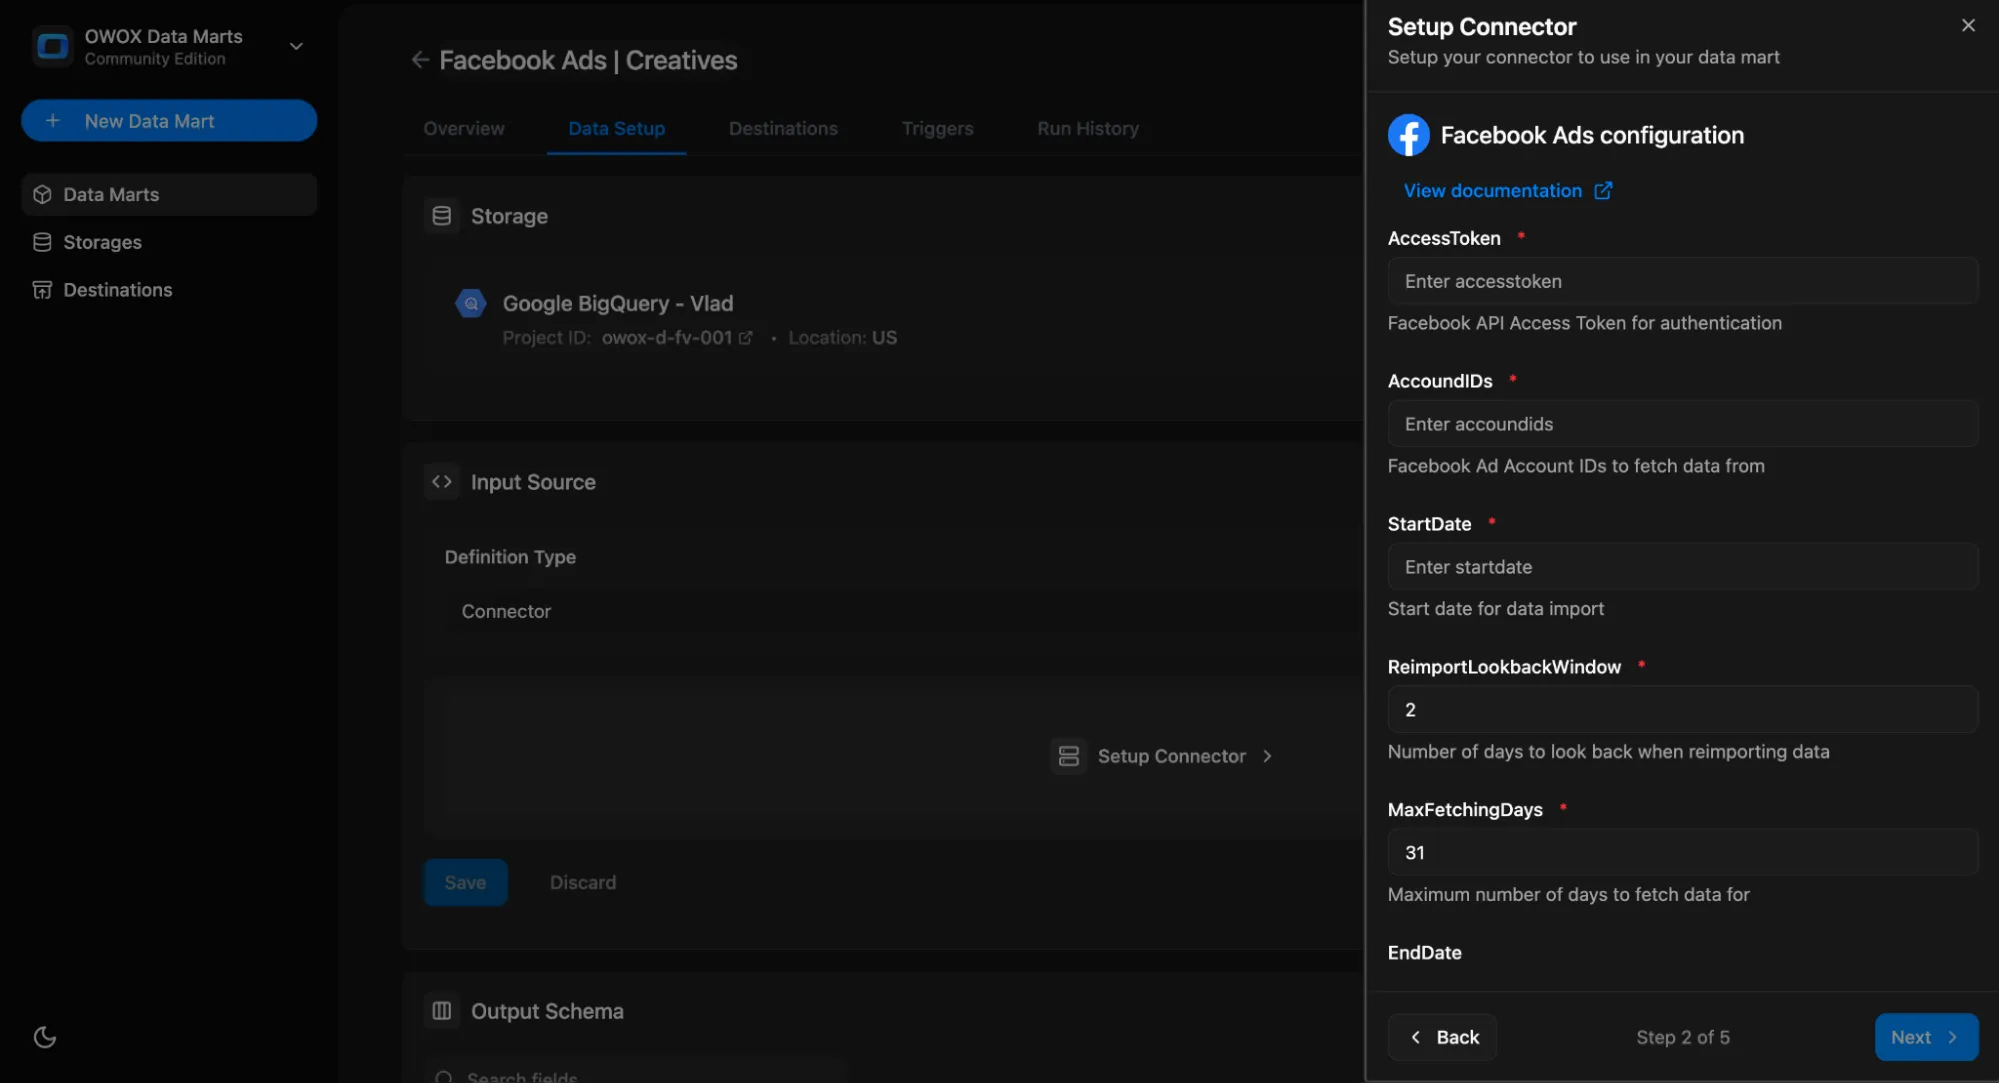 OWOX Data Marts
Community Edition
+ New Data Mart
Data Marts
Storages
Destinations
Facebook Ads | Creatives
Overview
Data Setup
Destinations
Triggers
Run History
Storage
Google BigQuery - Vlad
Project ID: owox-d-fv-001 • Location: US
Input Source
Definition Type
Connector
Setup Connector
Save
Discard
Output Schema
Search fields
Setup Connector
Setup your connector to use in your data mart
Facebook Ads configuration
View documentation
AccessToken *
Enter accesstoken
Facebook API Access Token for authentication
AccoundIDs *
Enter accoundids
Facebook Ad Account IDs to fetch data from
StartDate *
Enter startdate
Start date for data import
ReimportLookbackWindow *
2
Number of days to look back when reimporting data
MaxFetchingDays *
31
Maximum number of days to fetch data for
EndDate
Back
Step 2 of 5
Next